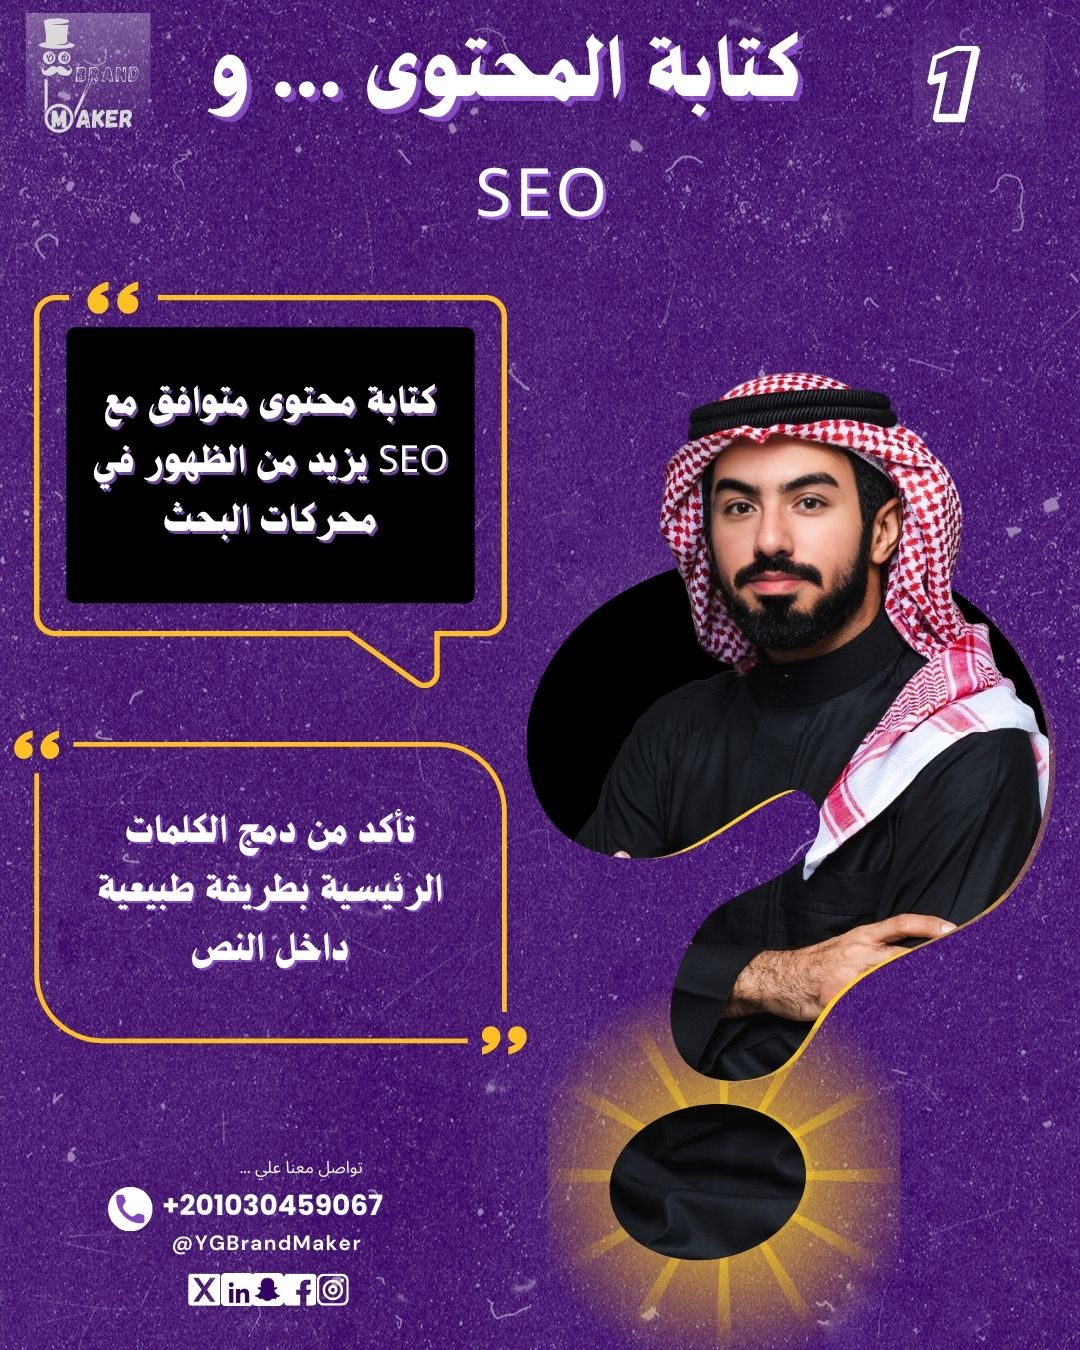 BRAND
MAKER
1
كتابة المحتوى ... و
SEO
كتابة محتوى متوافق مع
SEO يزيد من الظهور في
محركات البحث
تأكد من دمج الكلمات
الرئيسية بطريقة طبيعية
داخل النص
تواصل معنا علي ...
+201030459067
@YGBrandMaker